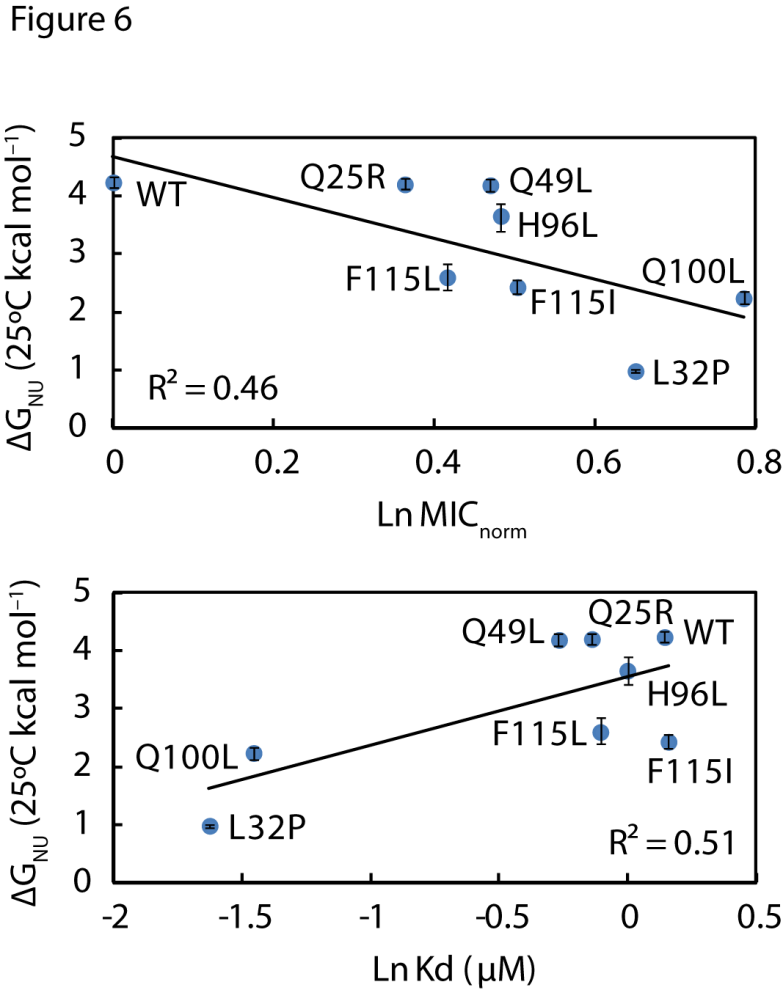 Figure 6
ΔG_NU (25ºC kcal mol⁻¹)
5
4
3
2
1
0
WT
Q25R
Q49L
H96L
F115L
F115I
Q100L
L32P
R² = 0.46
0
0.2
0.4
0.6
0.8
Ln MIC_norm
ΔG_NU (25ºC kcal mol⁻¹)
5
4
3
2
1
0
Q49L
Q25R
WT
H96L
F115L
F115I
Q100L
L32P
R² = 0.51
-2
-1.5
-1
-0.5
0
0.5
Ln Kd (µM)